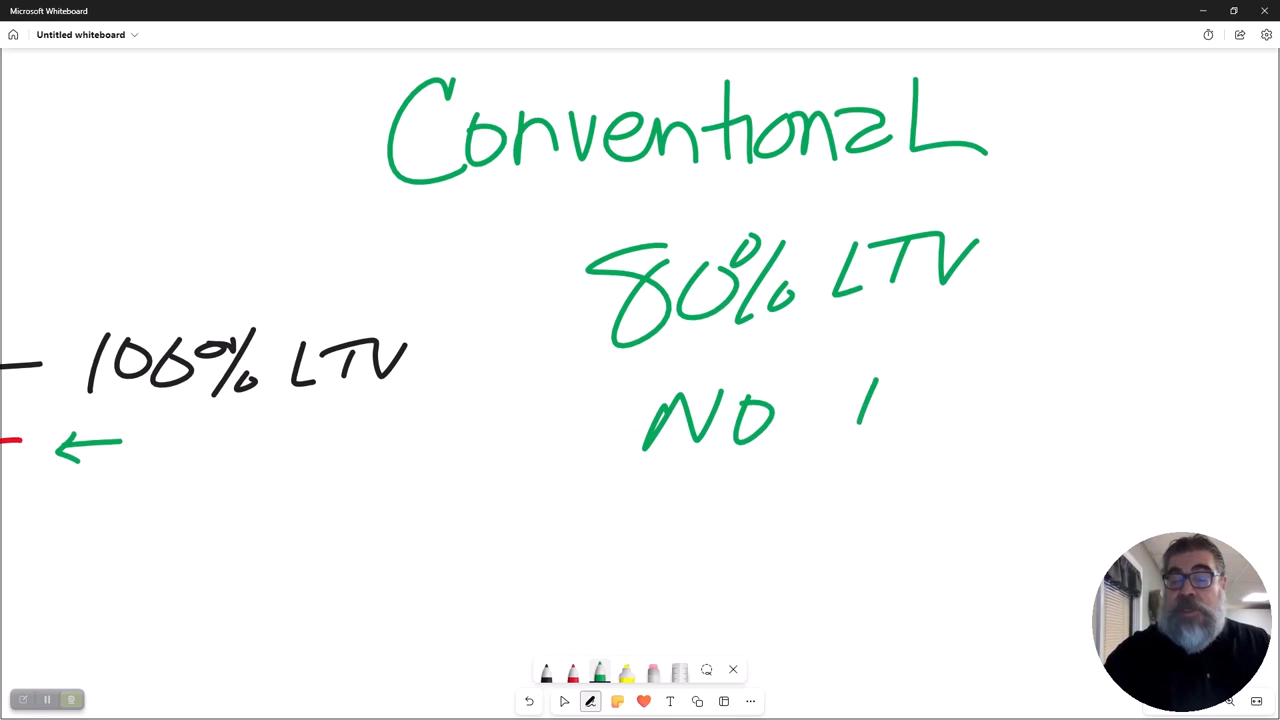 Microsoft Whiteboard
Untitled whiteboard
Conventional
80% LTV
100% LTV
NO